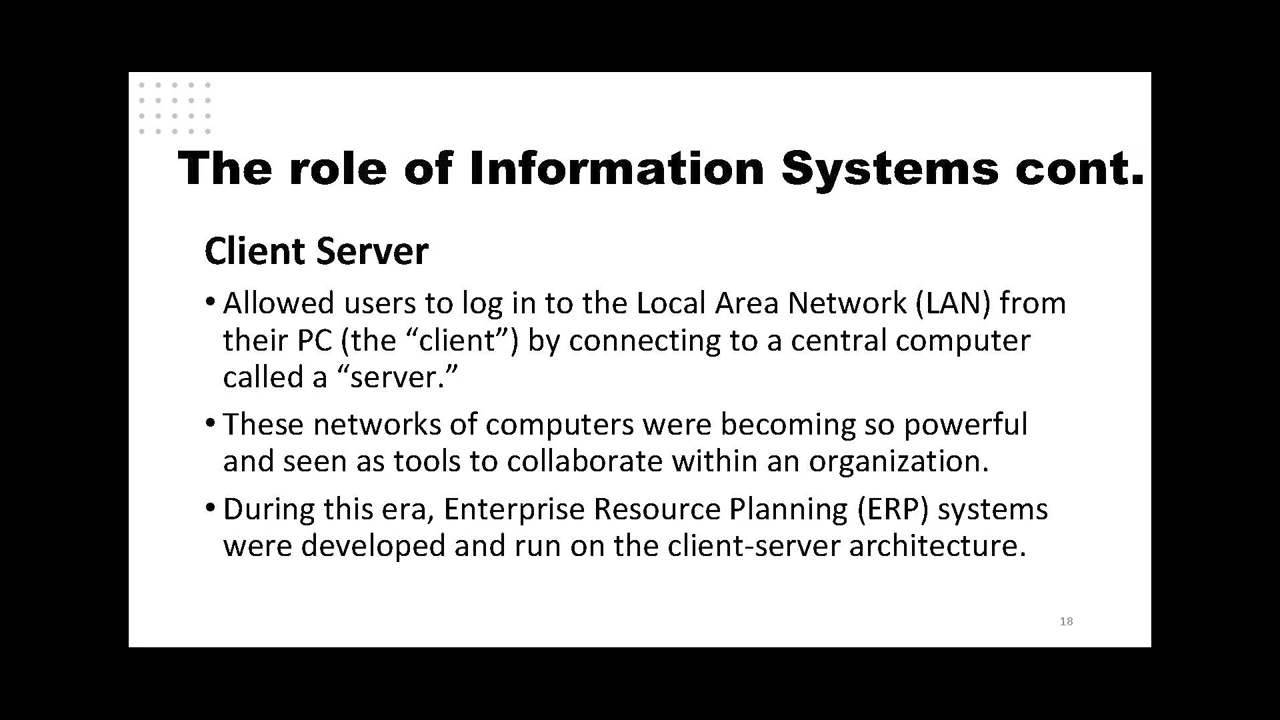 The role of Information Systems cont.
Client Server
• Allowed users to log in to the Local Area Network (LAN) from
their PC (the “client”) by connecting to a central computer
called a “server.”
• These networks of computers were becoming so powerful
and seen as tools to collaborate within an organization.
• During this era, Enterprise Resource Planning (ERP) systems
were developed and run on the client-server architecture.
18